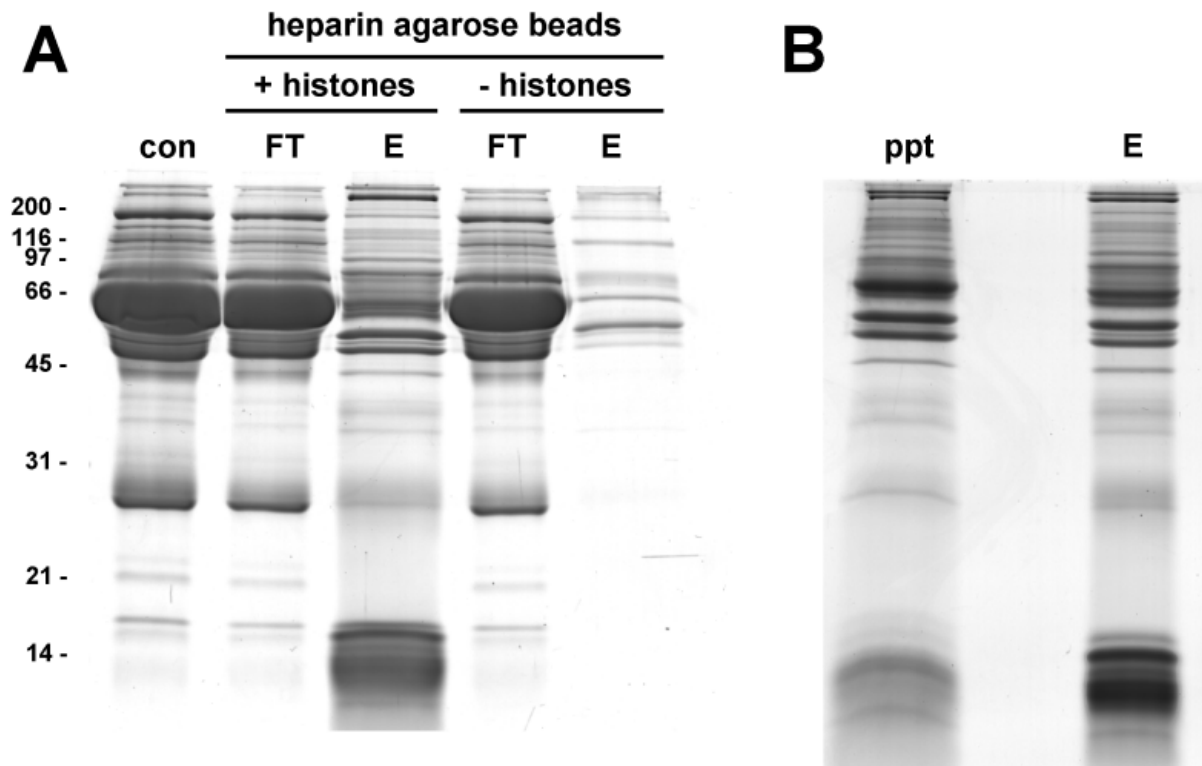 A
heparin agarose beads
+ histones - histones
con FT E FT E
200 -
116 -
97 -
66 -
45 -
31 -
21 -
14 -
B
ppt E